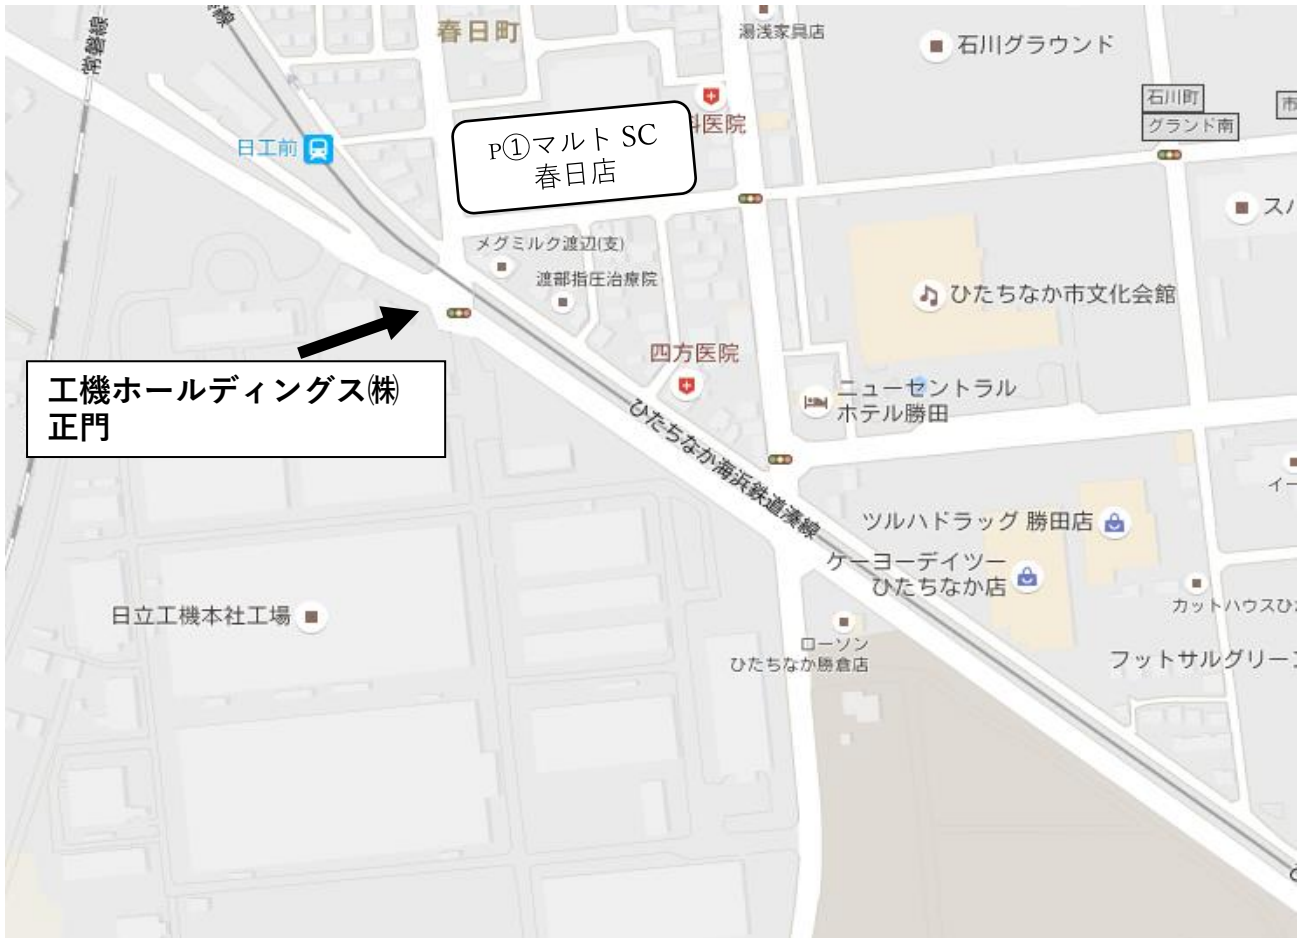 春日町
湯浅家具店
石川グラウンド
常磐線
線
石川町
グランド南
市
科医院
日工前
P①マルト SC
春日店
スパ
メグミルク渡辺(支)
渡部指圧治療院
ひたちなか市文化会館
四方医院
工機ホールディングス㈱
正門
ニューセントラル
ホテル勝田
ひたちなか海浜鉄道湊線
イー
ツルハドラッグ 勝田店
ケーヨーデイツー
ひたちなか店
カットハウスひ
日立工機本社工場
ローソン
ひたちなか勝倉店
フットサルグリーン